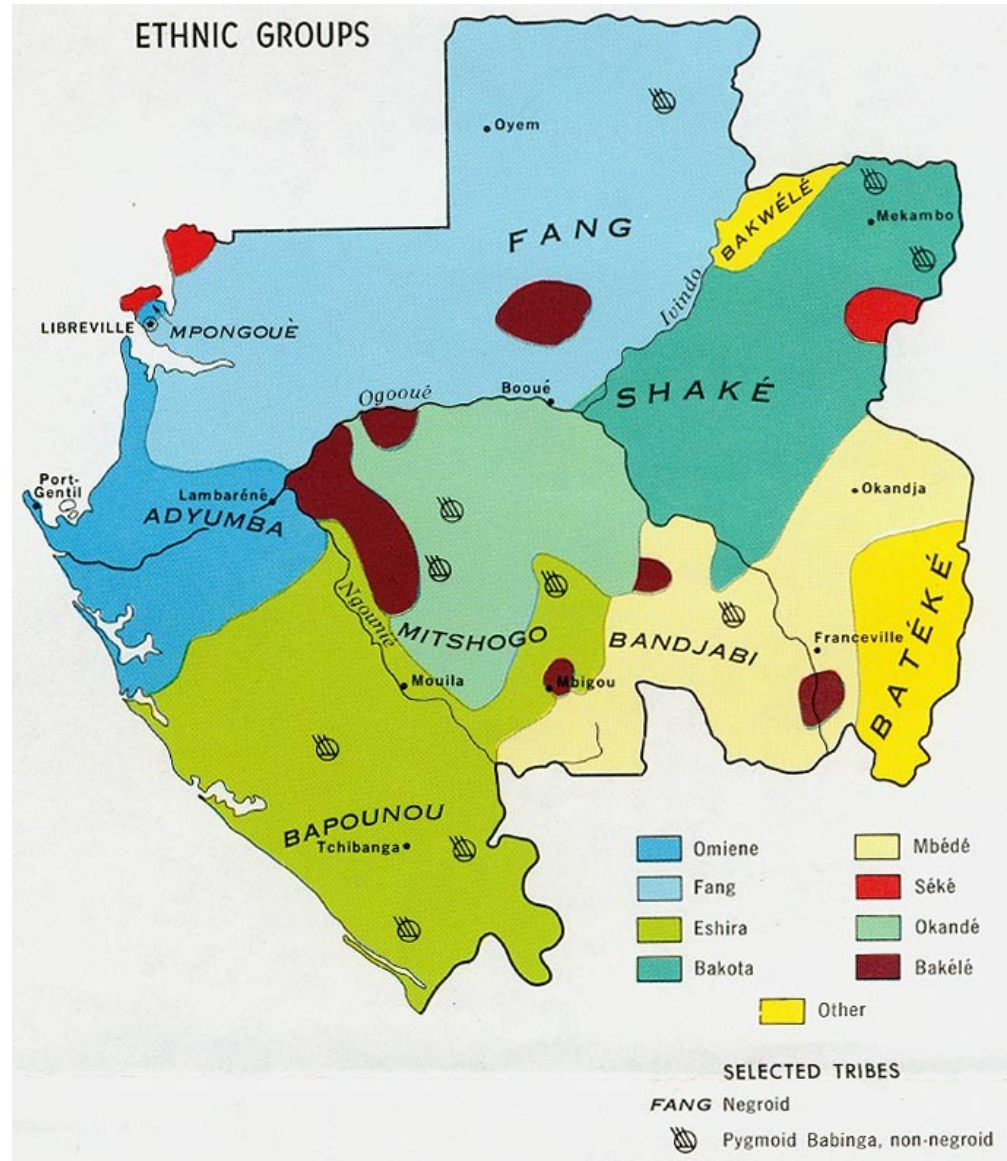 ETHNIC GROUPS
Oyem
FANG
BAKWÉLÉ
Mekambo
Ivindo
LIBREVILLE
MPONGOUÈ
SHAKÉ
Ogooué
Booué
Port-
Gentil
Lambaréné
ADYUMBA
Okandja
Ngounié
MITSHOGO
BANDJABI
Franceville
BATÉKÉ
Mouila
Mbigou
BAPOUNOU
Tchibanga
Omiene
Mbédé
Fang
Séké
Eshira
Okandé
Bakota
Bakélé
Other
SELECTED TRIBES
FANG Negroid
Pygmoid Babinga, non-negroid